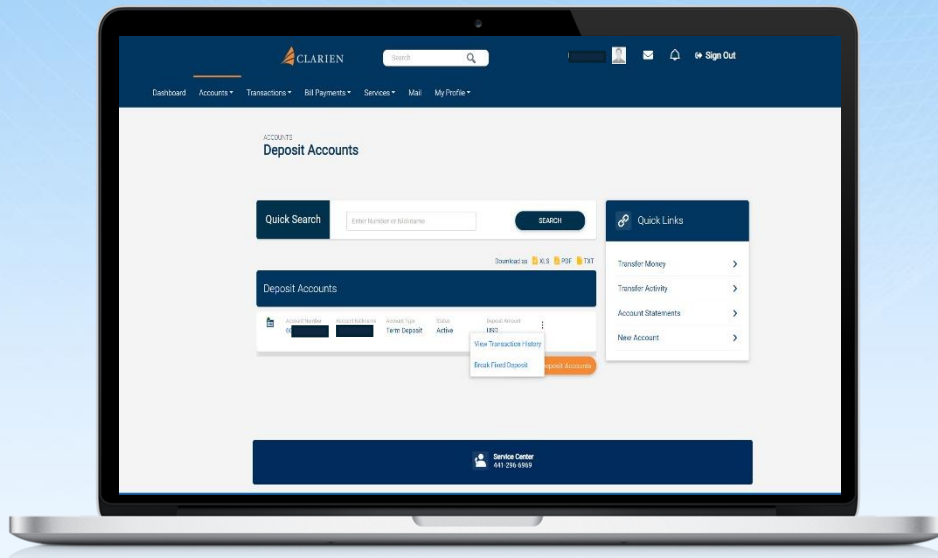 CLARIEN
Search
Sign Out
Dashboard Accounts Transactions Bill Payments Services Mail My Profile
ACCOUNTS
Deposit Accounts
Quick Search
Enter Number or Nickname
SEARCH
Quick Links
Download as XLS PDF TXT
Transfer Money
Transfer Activity
Account Statements
New Account
Deposit Accounts
Account Number Account Nickname Account Type Status Deposit Amount
Term Deposit Active USD
View Transaction History
Break Fixed Deposit
Deposit Accounts
Service Center
441-296-6969